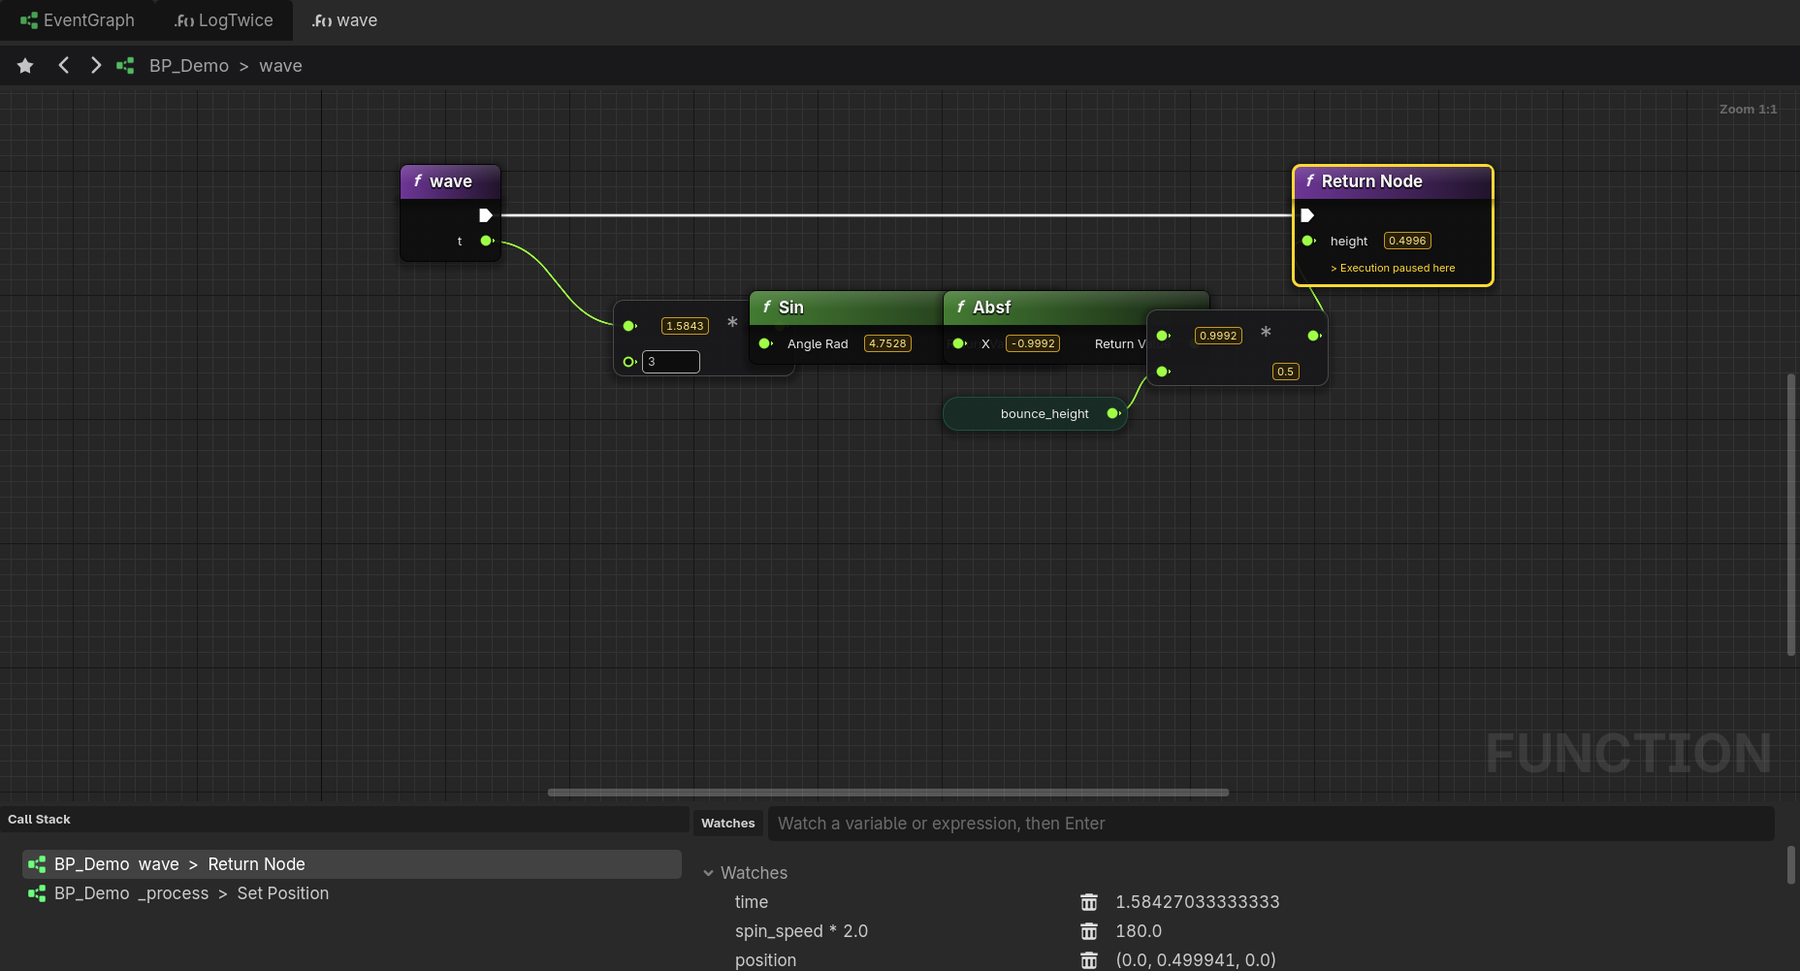 EventGraph
LogTwice
wave
BP_Demo > wave
Zoom 1:1
f wave
t
f Return Node
height 0.4996
> Execution paused here
1.5843 *
3
f Sin
Angle Rad 4.7528
f Absf
X -0.9992 Return V
0.9992 *
0.5
bounce_height
FUNCTION
Call Stack
BP_Demo wave > Return Node
BP_Demo _process > Set Position
Watches
Watch a variable or expression, then Enter
Watches
time 1.58427033333333
spin_speed * 2.0 180.0
position (0.0, 0.499941, 0.0)